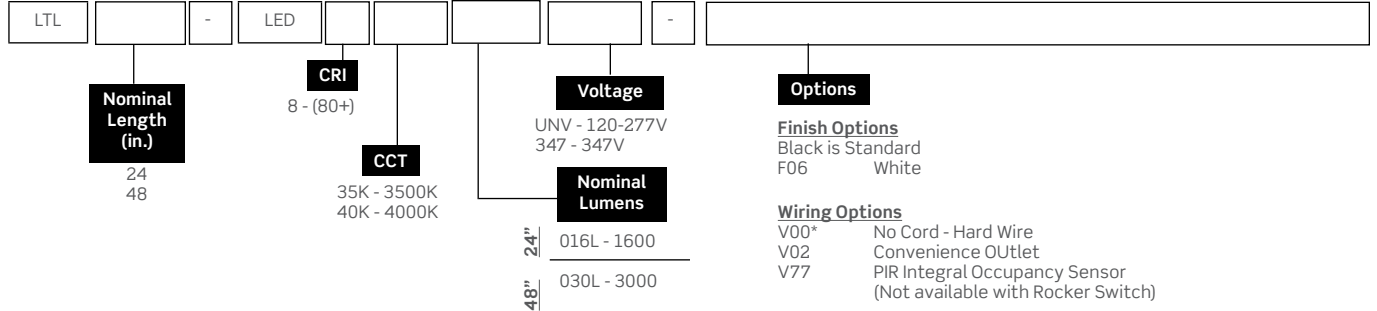 LTL - LED -
CRI
8 - (80+)
Nominal
Length
(in.)
24
48
CCT
35K - 3500K
40K - 4000K
Voltage
UNV - 120-277V
347 - 347V
Nominal
Lumens
24" 016L - 1600
48" 030L - 3000
Options
Finish Options
Black is Standard
F06 White
Wiring Options
V00* No Cord - Hard Wire
V02 Convenience OUtlet
V77 PIR Integral Occupancy Sensor
(Not available with Rocker Switch)